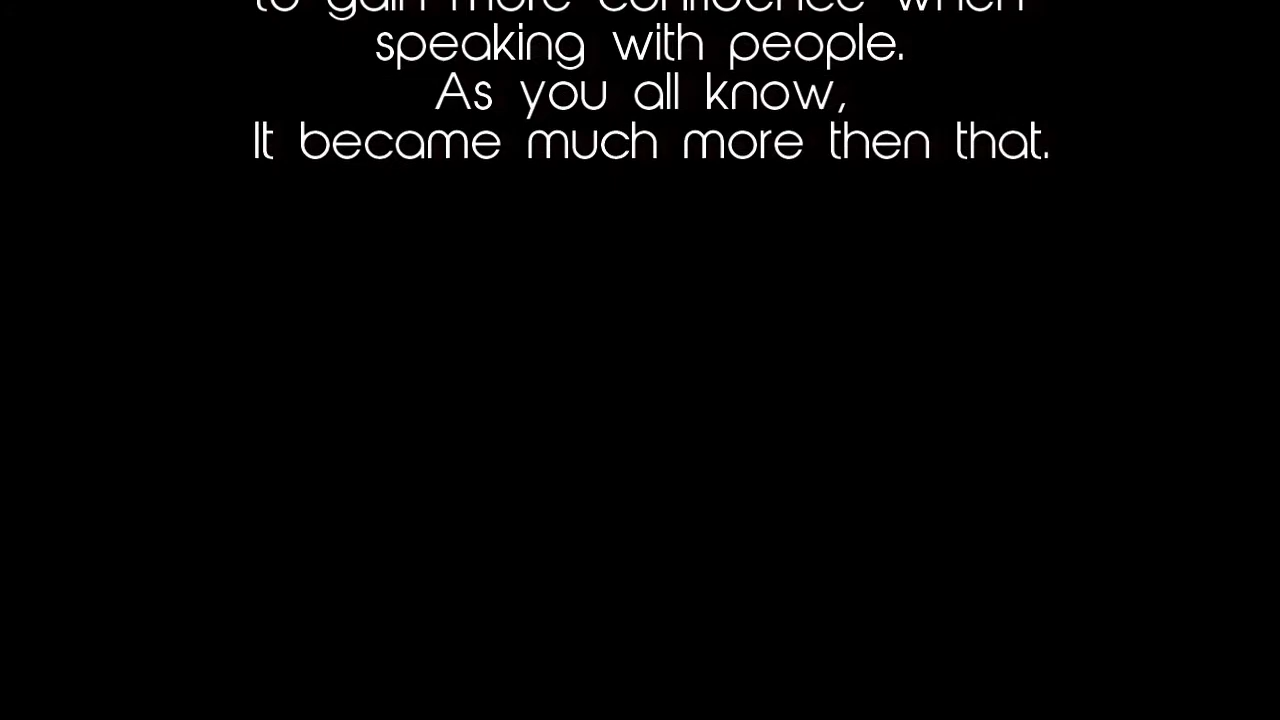 to gain more confidence when
speaking with people.
As you all know,
It became much more then that.